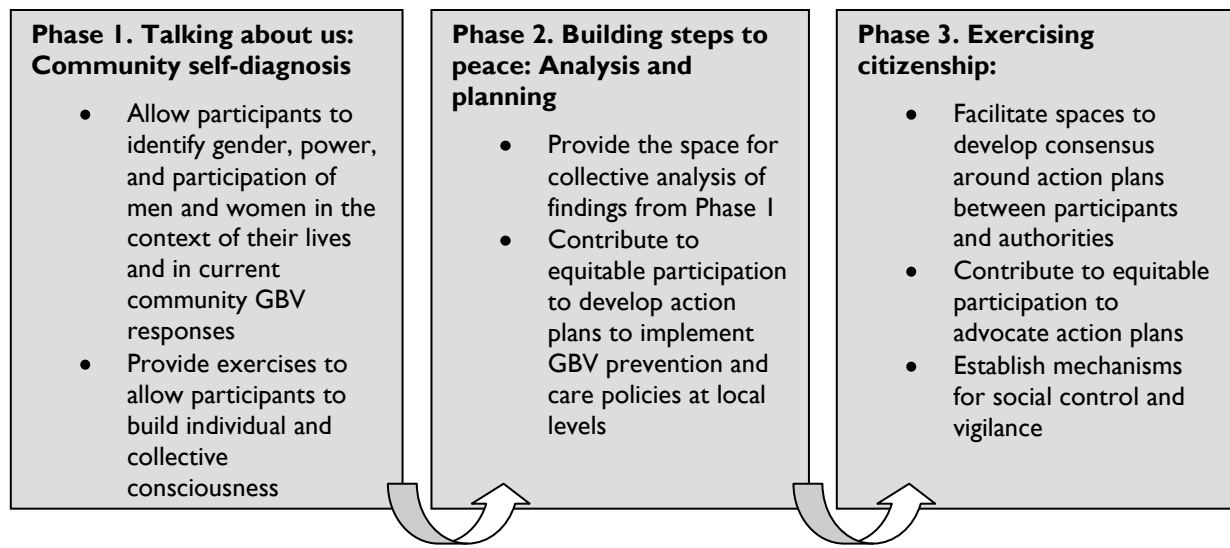 Phase 1. Talking about us:
Community self-diagnosis
• Allow participants to
identify gender, power,
and participation of
men and women in the
context of their lives
and in current
community GBV
responses
• Provide exercises to
allow participants to
build individual and
collective
consciousness
Phase 2. Building steps to
peace: Analysis and
planning
• Provide the space for
collective analysis of
findings from Phase 1
• Contribute to
equitable participation
to develop action
plans to implement
GBV prevention and
care policies at local
levels
Phase 3. Exercising
citizenship:
• Facilitate spaces to
develop consensus
around action plans
between participants
and authorities
• Contribute to equitable
participation to
advocate action plans
• Establish mechanisms
for social control and
vigilance